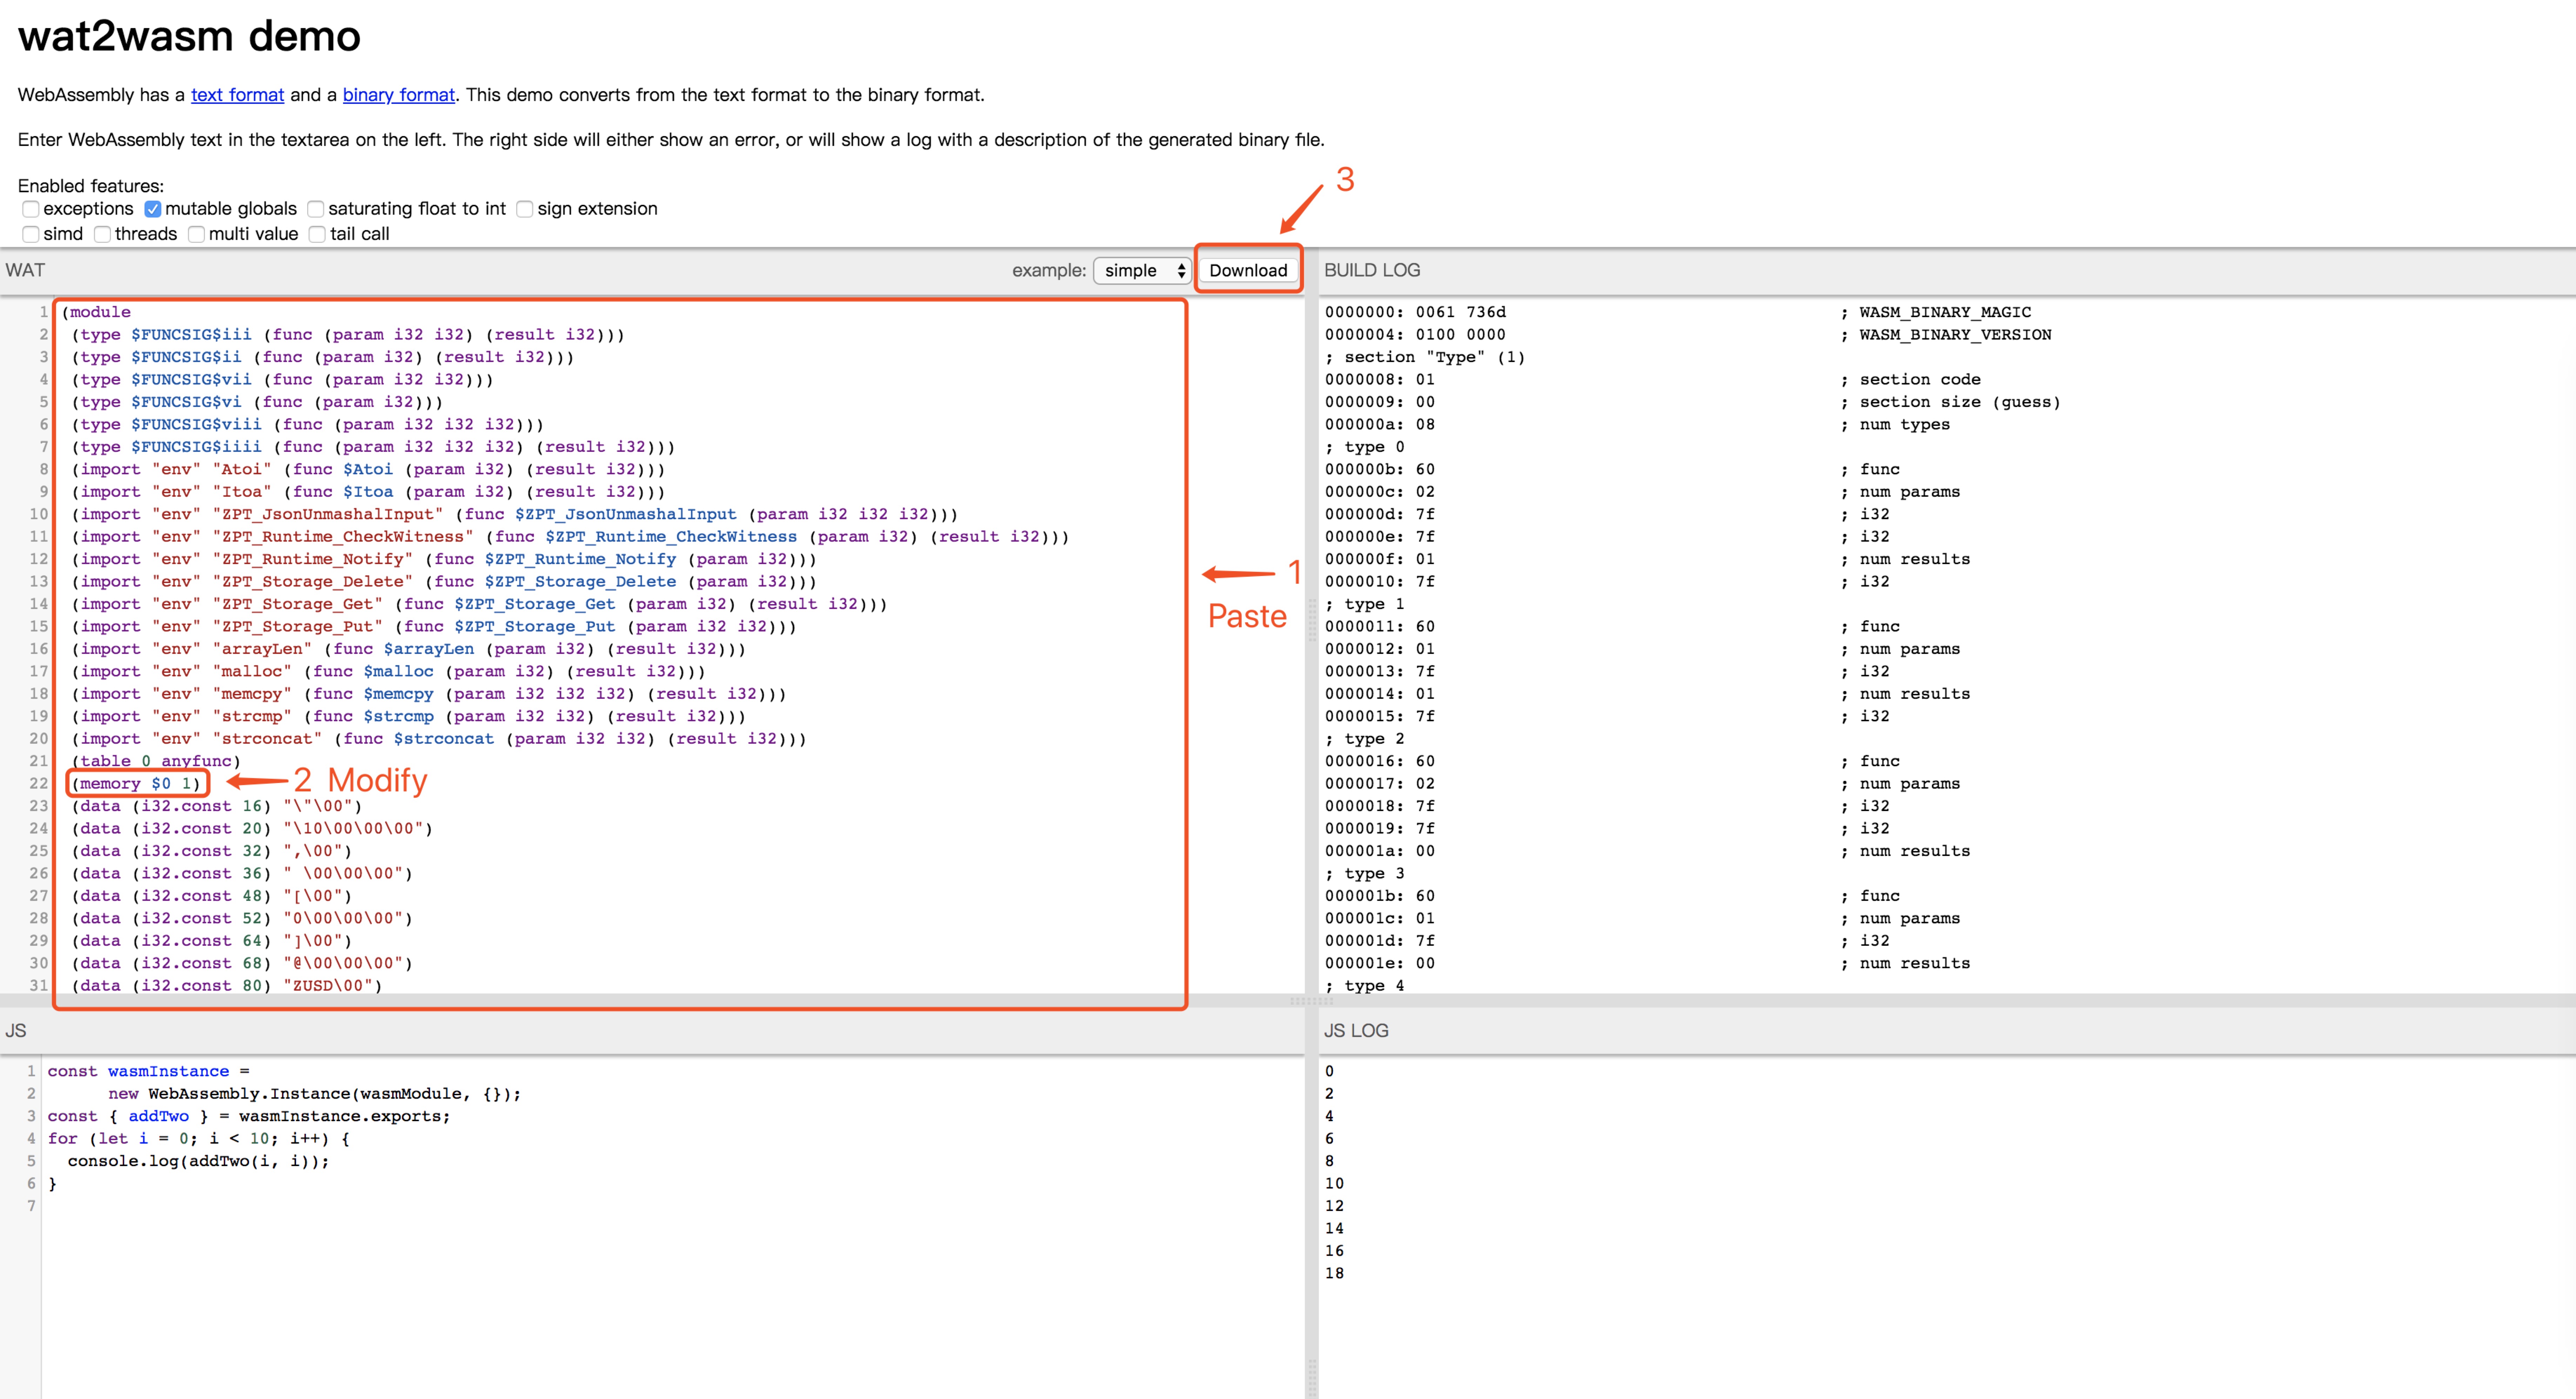 wat2wasm demo
WebAssembly has a text format and a binary format. This demo converts from the text format to the binary format.
Enter WebAssembly text in the textarea on the left. The right side will either show an error, or will show a log with a description of the generated binary file.
3
Enabled features:
exceptions mutable globals saturating float to int sign extension
simd threads multi value tail call
WAT example: simple Download
1 (module
2 (type $FUNCSIG$iii (func (param i32 i32) (result i32)))
3 (type $FUNCSIG$ii (func (param i32) (result i32)))
4 (type $FUNCSIG$vii (func (param i32 i32)))
5 (type $FUNCSIG$vi (func (param i32)))
6 (type $FUNCSIG$viii (func (param i32 i32 i32)))
7 (type $FUNCSIG$iiii (func (param i32 i32 i32) (result i32)))
8 (import "env" "Atoi" (func $Atoi (param i32) (result i32)))
9 (import "env" "Itoa" (func $Itoa (param i32) (result i32)))
10 (import "env" "ZPT_JsonUnmashalInput" (func $ZPT_JsonUnmashalInput (param i32 i32 i32)))
11 (import "env" "ZPT_Runtime_CheckWitness" (func $ZPT_Runtime_CheckWitness (param i32) (result i32)))
12 (import "env" "ZPT_Runtime_Notify" (func $ZPT_Runtime_Notify (param i32)))
13 (import "env" "ZPT_Storage_Delete" (func $ZPT_Storage_Delete (param i32)))
14 (import "env" "ZPT_Storage_Get" (func $ZPT_Storage_Get (param i32) (result i32)))
15 (import "env" "ZPT_Storage_Put" (func $ZPT_Storage_Put (param i32 i32)))
16 (import "env" "arrayLen" (func $arrayLen (param i32) (result i32)))
17 (import "env" "malloc" (func $malloc (param i32) (result i32)))
18 (import "env" "memcpy" (func $memcpy (param i32 i32 i32) (result i32)))
19 (import "env" "strcmp" (func $strcmp (param i32 i32) (result i32)))
20 (import "env" "strconcat" (func $strconcat (param i32 i32) (result i32)))
21 (table 0 anyfunc)
22 (memory $0 1)
23 (data (i32.const 16) "\"\00")
24 (data (i32.const 20) "\10\00\00\00")
25 (data (i32.const 32) ",\00")
26 (data (i32.const 36) " \00\00\00")
27 (data (i32.const 48) "[\00")
28 (data (i32.const 52) "0\00\00\00")
29 (data (i32.const 64) "]\00")
30 (data (i32.const 68) "@\00\00\00")
31 (data (i32.const 80) "ZUSD\00")
1
Paste
2 Modify
BUILD LOG
0000000: 0061 736d ; WASM_BINARY_MAGIC
0000004: 0100 0000 ; WASM_BINARY_VERSION
; section "Type" (1)
0000008: 01 ; section code
0000009: 00 ; section size (guess)
000000a: 08 ; num types
; type 0
000000b: 60 ; func
000000c: 02 ; num params
000000d: 7f ; i32
000000e: 7f ; i32
000000f: 01 ; num results
0000010: 7f ; i32
; type 1
0000011: 60 ; func
0000012: 01 ; num params
0000013: 7f ; i32
0000014: 01 ; num results
0000015: 7f ; i32
; type 2
0000016: 60 ; func
0000017: 02 ; num params
0000018: 7f ; i32
0000019: 7f ; i32
000001a: 00 ; num results
; type 3
000001b: 60 ; func
000001c: 01 ; num params
000001d: 7f ; i32
000001e: 00 ; num results
; type 4
JS
1 const wasmInstance =
2 new WebAssembly.Instance(wasmModule, {});
3 const { addTwo } = wasmInstance.exports;
4 for (let i = 0; i < 10; i++) {
5 console.log(addTwo(i, i));
6 }
7
JS LOG
0
2
4
6
8
10
12
14
16
18